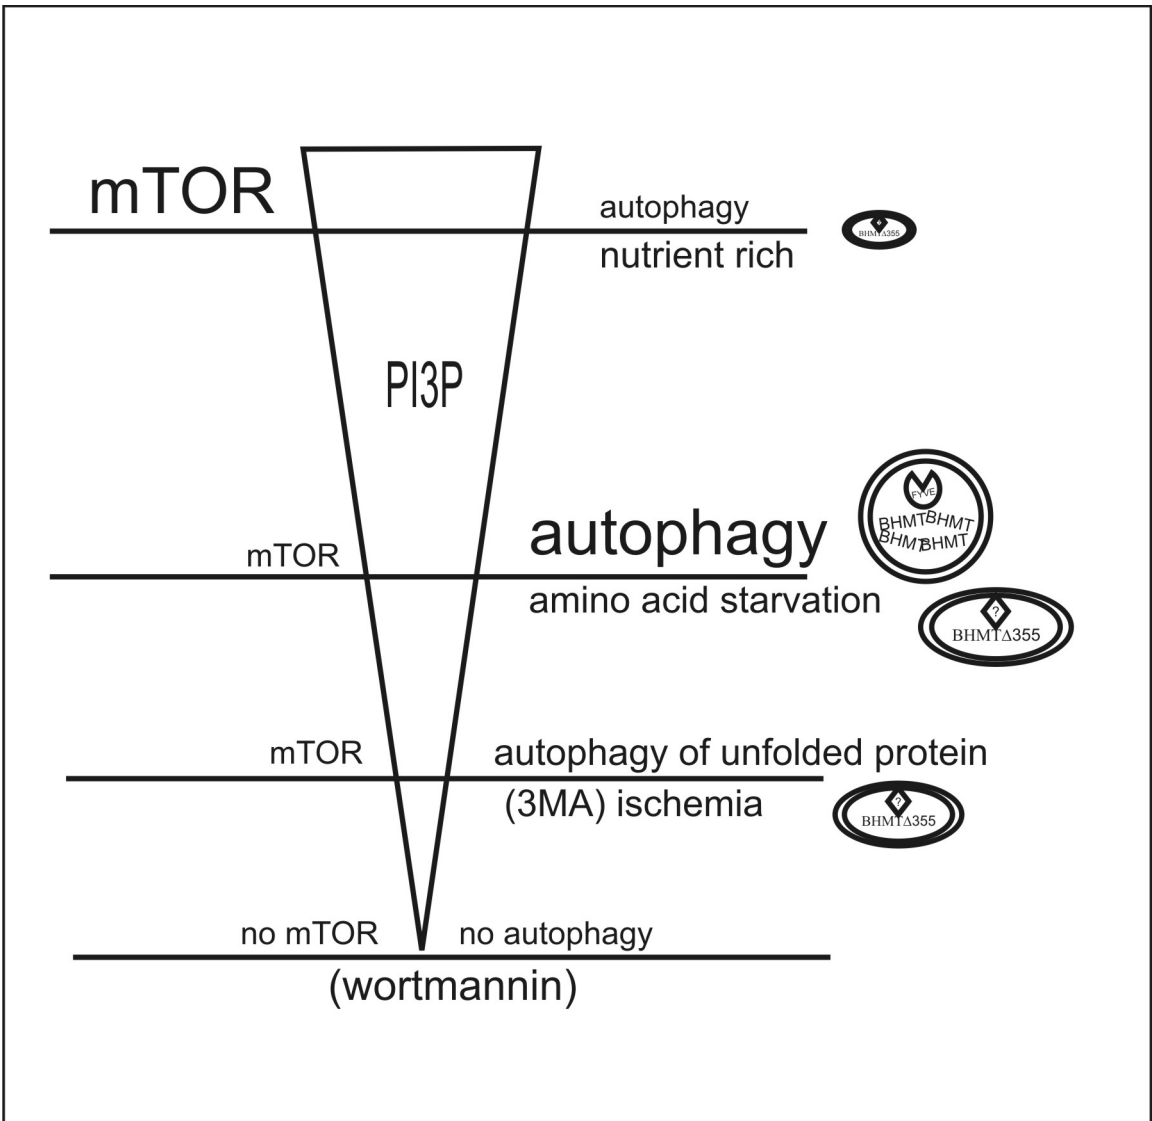 mTOR
autophagy
nutrient rich
BHMTΔ355
PI3P
FYVE
BHMT BHMT
BHMT BHMT
mTOR
autophagy
amino acid starvation
?
BHMTΔ355
mTOR
autophagy of unfolded protein
(3MA) ischemia
?
BHMTΔ355
no mTOR
no autophagy
(wortmannin)